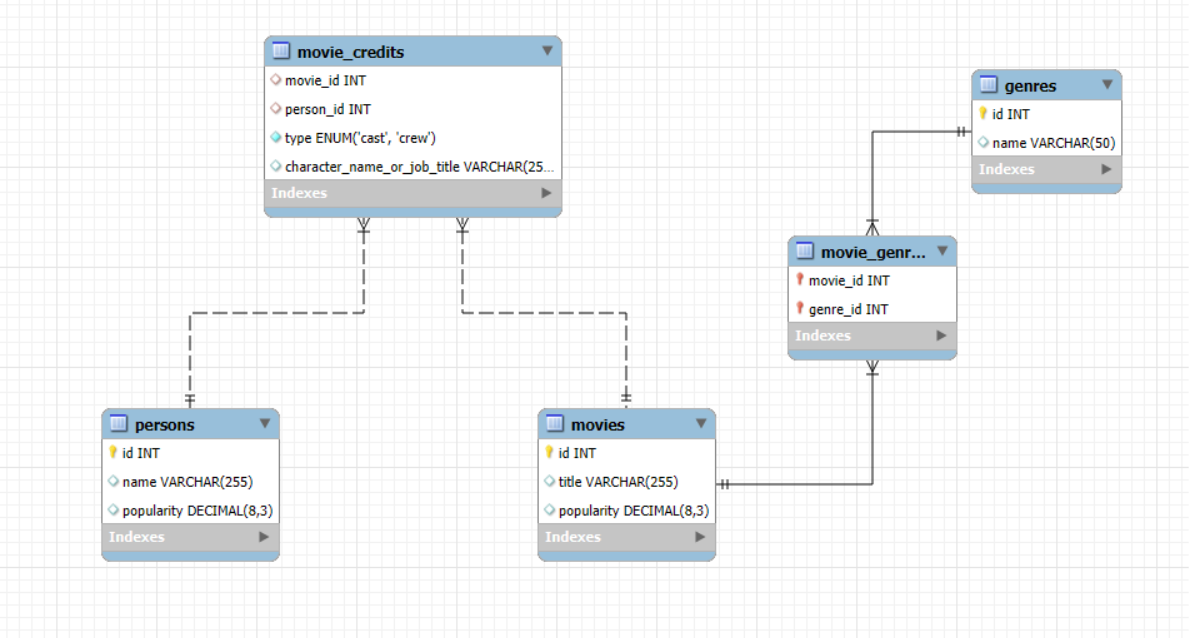 movie_credits
movie_id INT
person_id INT
type ENUM('cast', 'crew')
character_name_or_job_title VARCHAR(25...
Indexes
genres
id INT
name VARCHAR(50)
Indexes
movie_genr...
movie_id INT
genre_id INT
Indexes
persons
id INT
name VARCHAR(255)
popularity DECIMAL(8,3)
Indexes
movies
id INT
title VARCHAR(255)
popularity DECIMAL(8,3)
Indexes